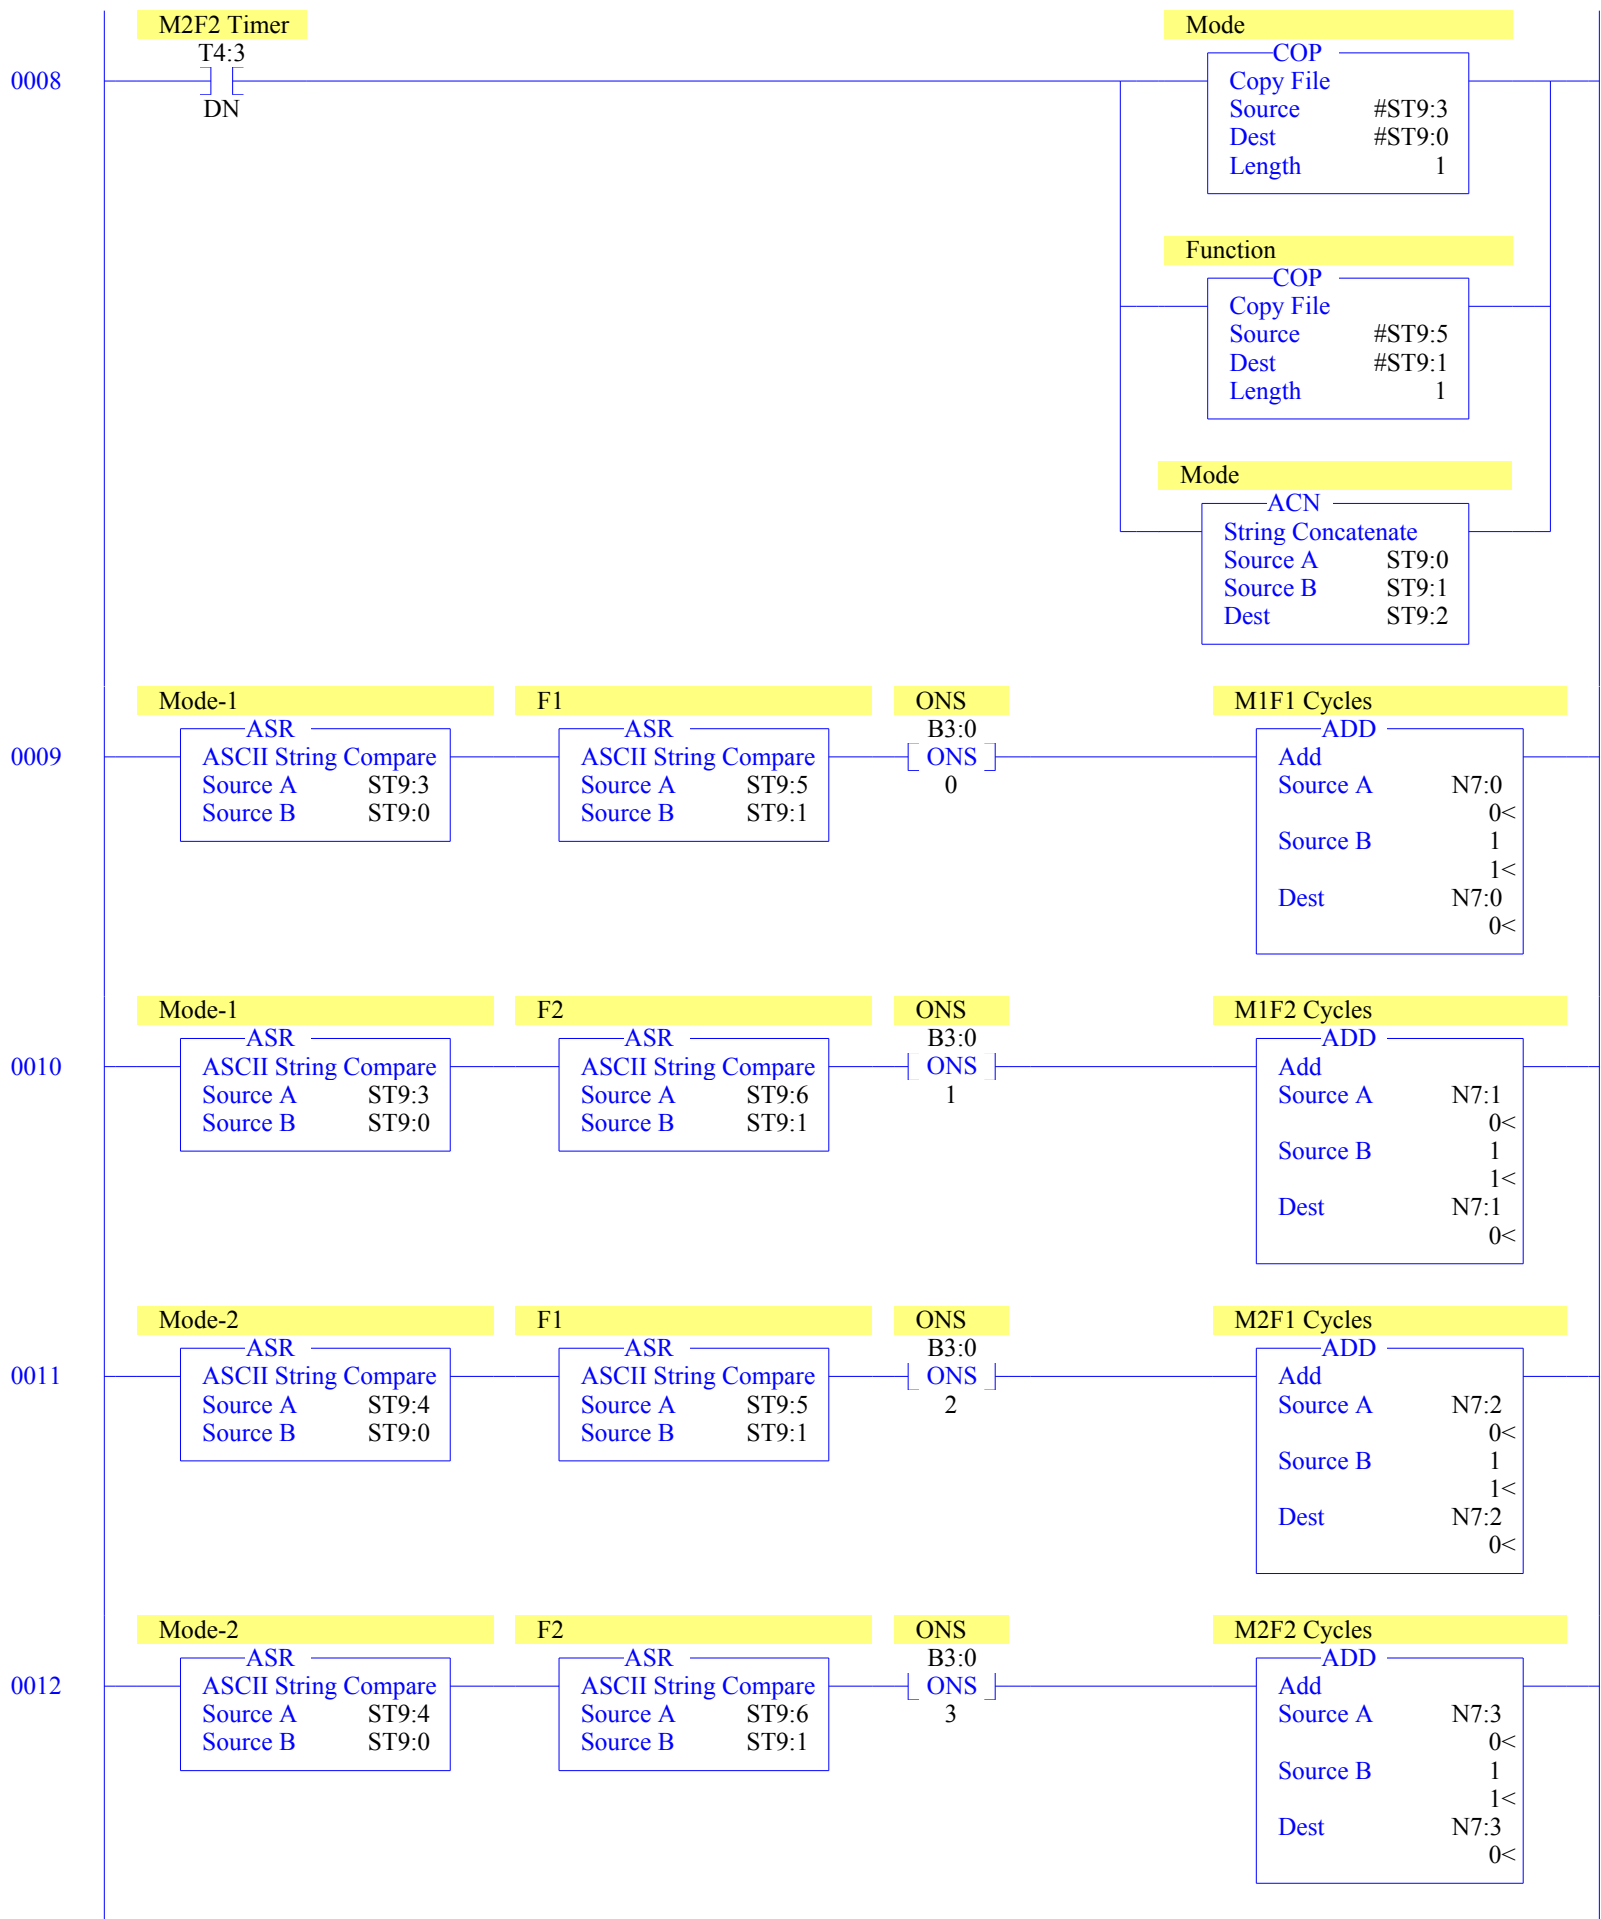 M2F2 Timer
T4:3
0008
DN
Mode
COP
Copy File
Source #ST9:3
Dest #ST9:0
Length 1
Function
COP
Copy File
Source #ST9:5
Dest #ST9:1
Length 1
Mode
ACN
String Concatenate
Source A ST9:0
Source B ST9:1
Dest ST9:2
0009
Mode-1
ASR
ASCII String Compare
Source A ST9:3
Source B ST9:0
F1
ASR
ASCII String Compare
Source A ST9:5
Source B ST9:1
ONS
B3:0
ONS
0
M1F1 Cycles
ADD
Add
Source A N7:0
0<
Source B 1
1<
Dest N7:0
0<
0010
Mode-1
ASR
ASCII String Compare
Source A ST9:3
Source B ST9:0
F2
ASR
ASCII String Compare
Source A ST9:6
Source B ST9:1
ONS
B3:0
ONS
1
M1F2 Cycles
ADD
Add
Source A N7:1
0<
Source B 1
1<
Dest N7:1
0<
0011
Mode-2
ASR
ASCII String Compare
Source A ST9:4
Source B ST9:0
F1
ASR
ASCII String Compare
Source A ST9:5
Source B ST9:1
ONS
B3:0
ONS
2
M2F1 Cycles
ADD
Add
Source A N7:2
0<
Source B 1
1<
Dest N7:2
0<
0012
Mode-2
ASR
ASCII String Compare
Source A ST9:4
Source B ST9:0
F2
ASR
ASCII String Compare
Source A ST9:6
Source B ST9:1
ONS
B3:0
ONS
3
M2F2 Cycles
ADD
Add
Source A N7:3
0<
Source B 1
1<
Dest N7:3
0<